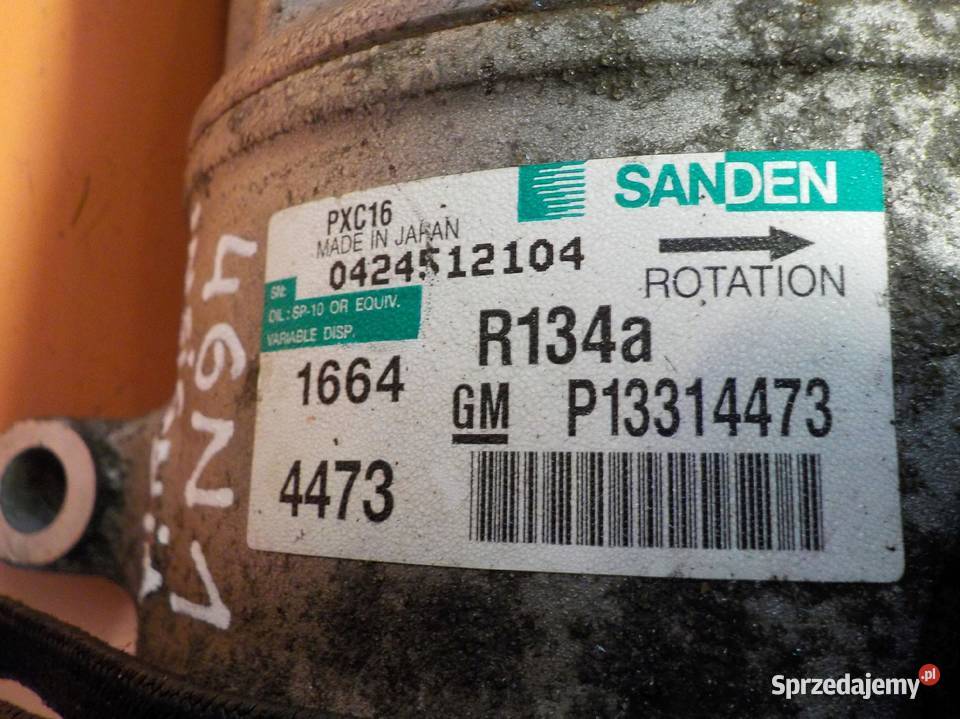 SANDEN
PXC16
MADE IN JAPAN
0424512104
ROTATION
S/N:
OIL : SP-10 OR EQUIV.
VARIABLE DISP.
R134a
1664
GM P13314473
4473
Sprzedajemy.pl